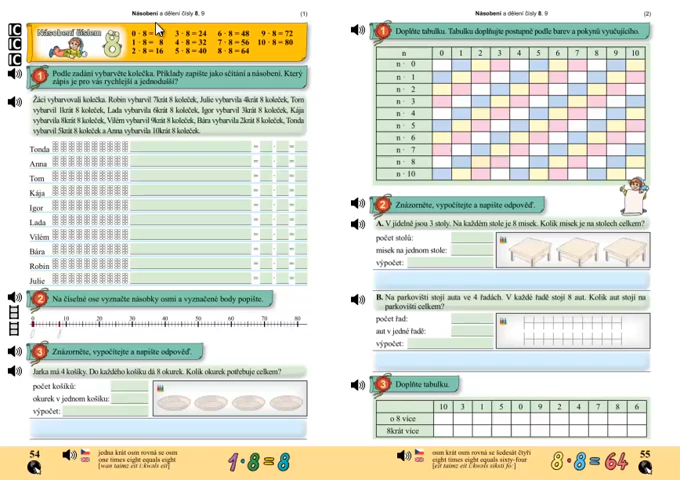 Násobení a dělení čísly 8, 9
(1)
Násobení číslem
8
0 · 8 = 0
3 · 8 = 24
6 · 8 = 48
9 · 8 = 72
1 · 8 = 8
4 · 8 = 32
7 · 8 = 56
10 · 8 = 80
2 · 8 = 16
5 · 8 = 40
8 · 8 = 64
1
Podle zadání vybarvěte kolečka. Příklady zapište jako sčítání a násobení. Který
zápis je pro vás rychlejší a jednodušší?
Žáci vybarvovali kolečka. Robin vybarvil 7krát 8 koleček, Julie vybarvila 4krát 8 koleček, Tom
vybarvil 1krát 8 koleček, Lada vybarvila 6krát 8 koleček, Igor vybarvil 3krát 8 koleček, Kája
vybarvila 8krát 8 koleček, Vilém vybarvil 9krát 8 koleček, Bára vybarvila 2krát 8 koleček, Tonda
vybarvil 5krát 8 koleček a Anna vybarvila 10krát 8 koleček.
Tonda = · =
Anna = · =
Tom = · =
Kája = · =
Igor = · =
Lada = · =
Vilém = · =
Bára = · =
Robin = · =
Julie = · =
2
Na číselné ose vyznačte násobky osmi a vyznačené body popište.
0 10 20 30 40 50 60 70 80
3
Znázorněte, vypočítejte a napište odpověď.
Jarka má 4 košíky. Do každého košíku dá 8 okurek. Kolik okurek potřebuje celkem?
počet košíků:
okurek v jednom košíku:
výpočet:
54
jedna krát osm rovná se osm
one times eight equals eight
1 · 8 = 8
Násobení a dělení čísly 8, 9
(2)
1
Doplňte tabulku. Tabulku doplňujte postupně podle barev a pokynů vyučujícího.
n 0 1 2 3 4 5 6 7 8 9 10
n · 1
n · 2
n · 3
n · 4
n · 5
n · 6
n · 7
n · 8
n · 10
2
Znázorněte, vypočítejte a napište odpověď.
A. V jídelně jsou 3 stoly. Na každém stole je 8 misek. Kolik misek je na stolech celkem?
počet stolů:
misek na jednom stole:
výpočet:
B. Na parkovišti stojí auta ve 4 řadách. V každé řadě stojí 8 aut. Kolik aut stojí na
parkovišti celkem?
počet řad:
aut v jedné řadě:
výpočet:
3
Doplňte tabulku.
10 3 1 5 0 9 2 4 7 8 6
o 8 více
8krát více
osm krát osm rovná se šedesát čtyři
eight times eight equals sixty-four
8 · 8 = 64
55